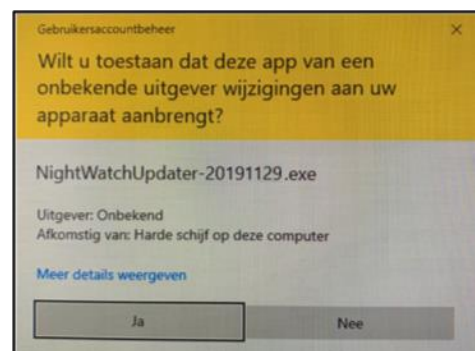 Gebruikersaccountbeheer
Wilt u toestaan dat deze app van een
onbekende uitgever wijzigingen aan uw
apparaat aanbrengt?
NightWatchUpdater-20191129.exe
Uitgever: Onbekend
Afkomstig van: Harde schijf op deze computer
Meer details weergeven
Ja
Nee